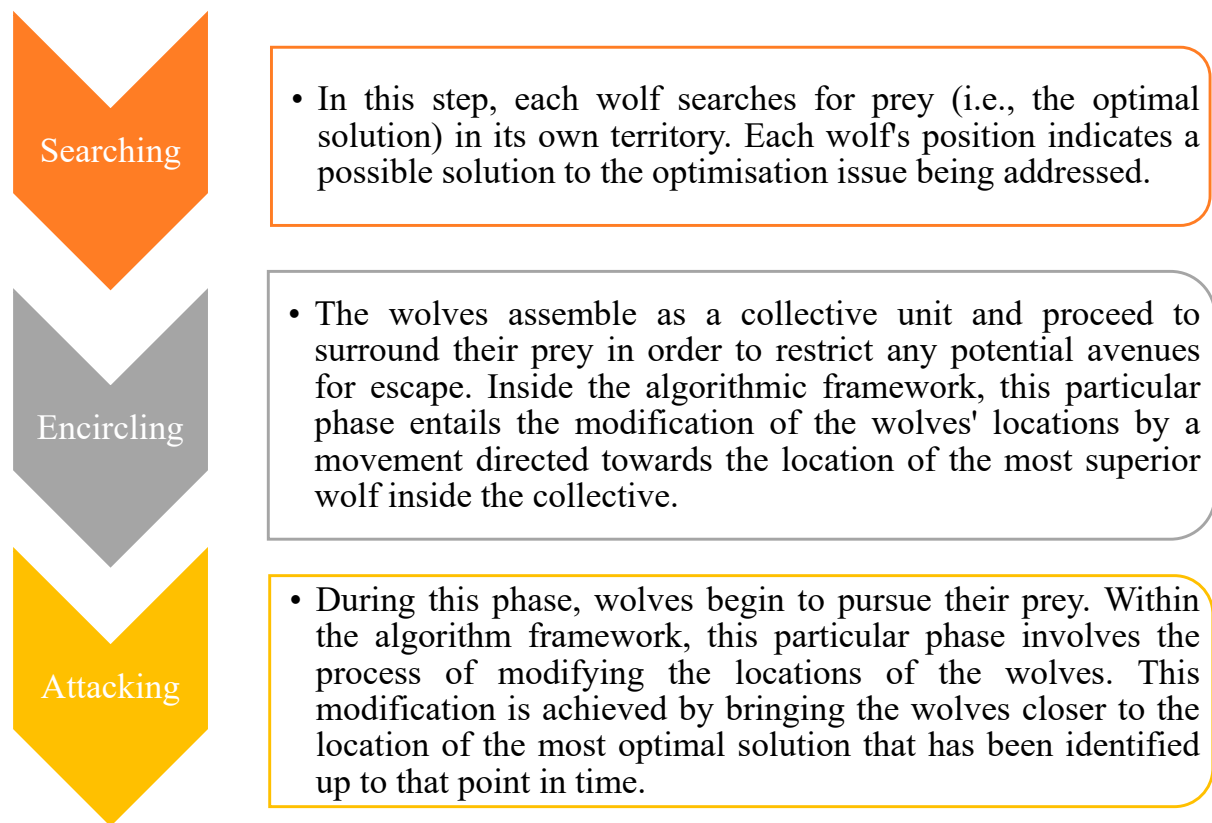 Searching
• In this step, each wolf searches for prey (i.e., the optimal
solution) in its own territory. Each wolf's position indicates a
possible solution to the optimisation issue being addressed.
Encircling
• The wolves assemble as a collective unit and proceed to
surround their prey in order to restrict any potential avenues
for escape. Inside the algorithmic framework, this particular
phase entails the modification of the wolves' locations by a
movement directed towards the location of the most superior
wolf inside the collective.
Attacking
• During this phase, wolves begin to pursue their prey. Within
the algorithm framework, this particular phase involves the
process of modifying the locations of the wolves. This
modification is achieved by bringing the wolves closer to the
location of the most optimal solution that has been identified
up to that point in time.